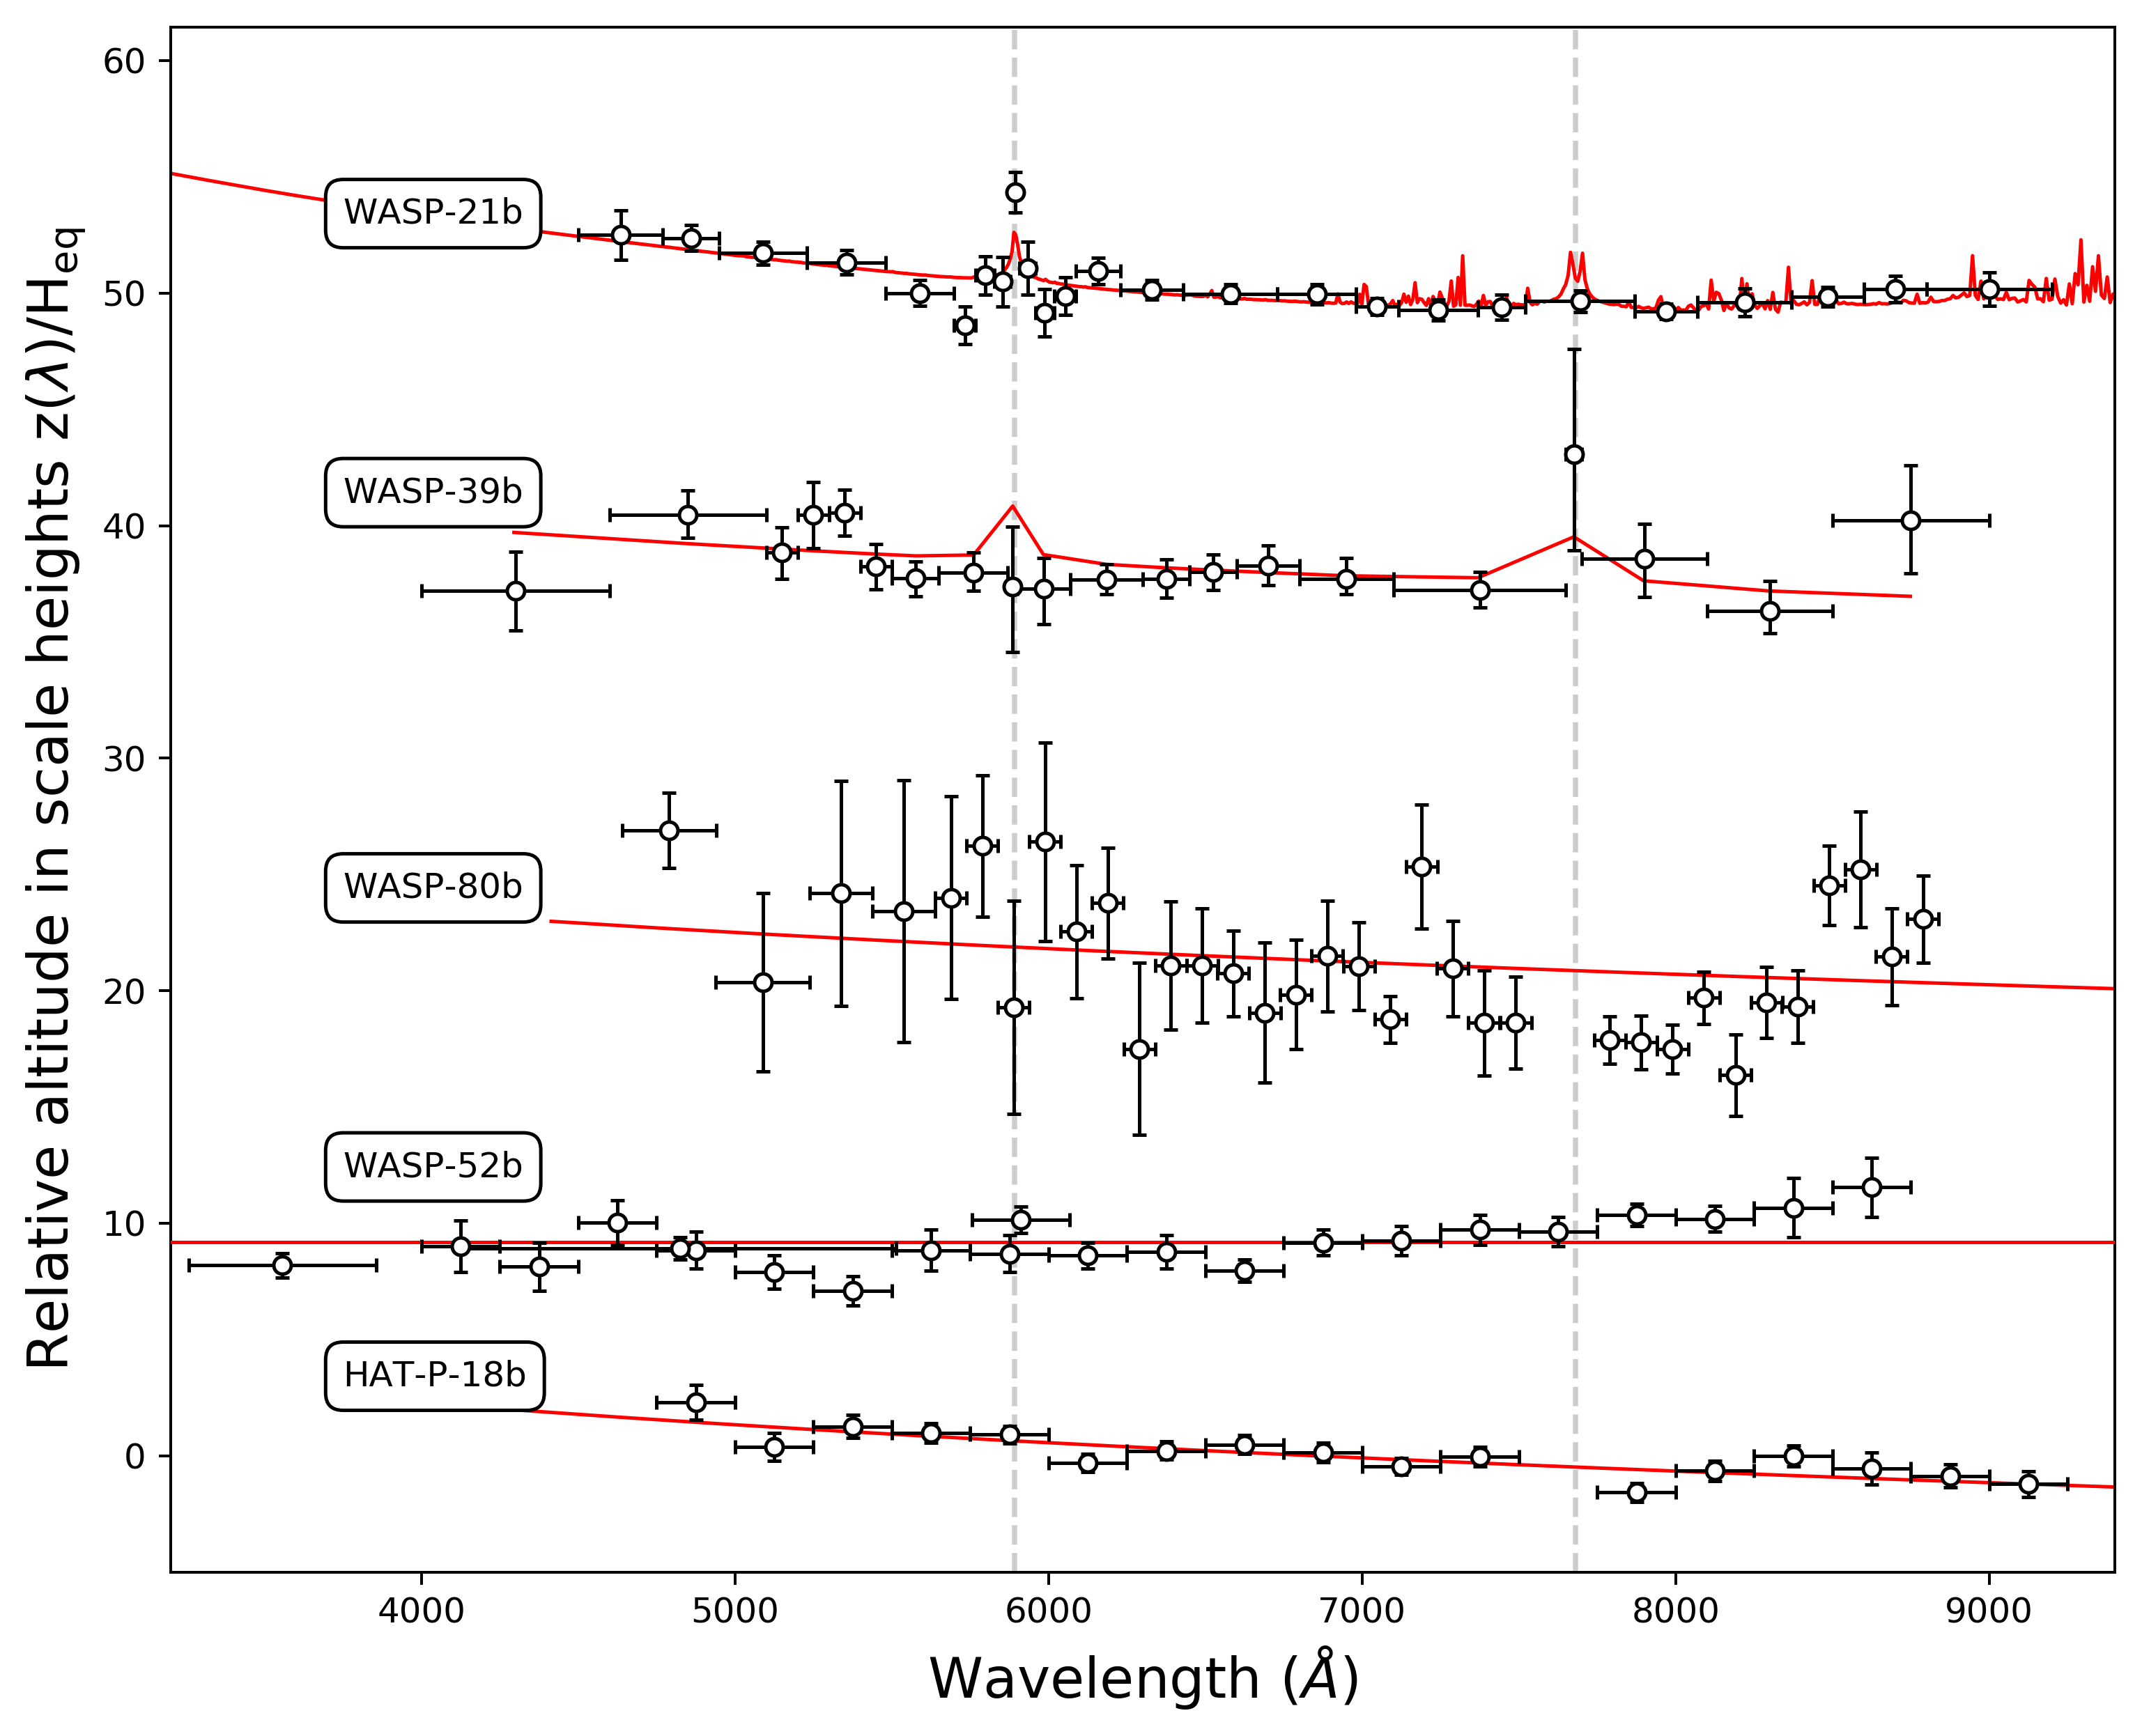 Relative altitude in scale heights z(λ)/H_eq
60
50
40
30
20
10
0
WASP-21b
WASP-39b
WASP-80b
WASP-52b
HAT-P-18b
4000 5000 6000 7000 8000 9000
Wavelength (Å)